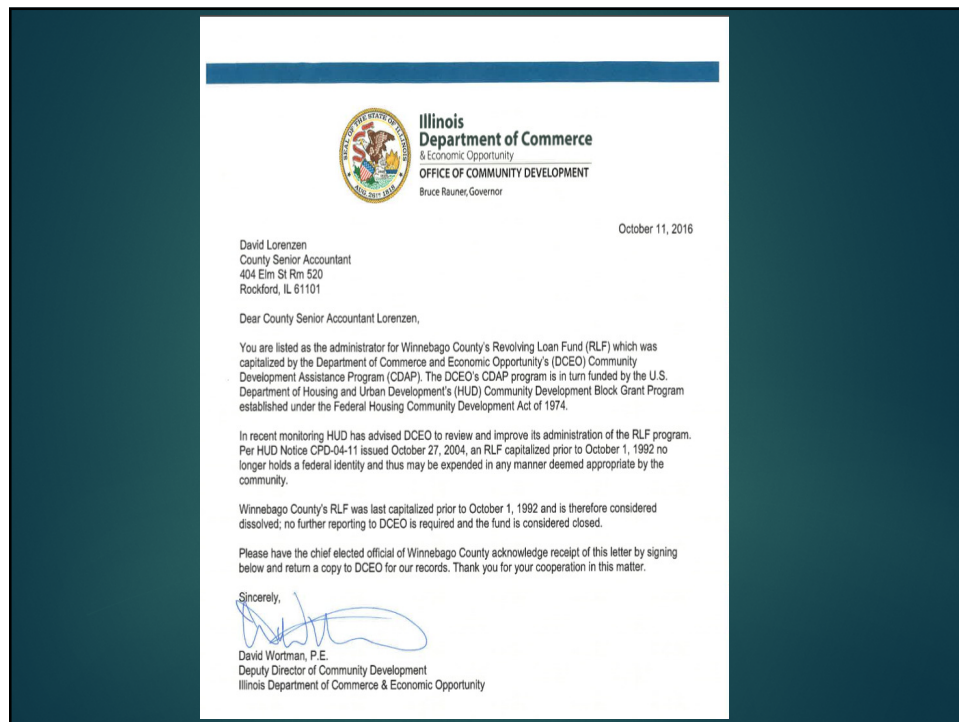 SEAL OF THE STATE OF ILLINOIS
AUG. 26TH 1818
Illinois
Department of Commerce
& Economic Opportunity
OFFICE OF COMMUNITY DEVELOPMENT
Bruce Rauner, Governor
October 11, 2016
David Lorenzen
County Senior Accountant
404 Elm St Rm 520
Rockford, IL 61101
Dear County Senior Accountant Lorenzen,
You are listed as the administrator for Winnebago County's Revolving Loan Fund (RLF) which was
capitalized by the Department of Commerce and Economic Opportunity's (DCEO) Community
Development Assistance Program (CDAP). The DCEO's CDAP program is in turn funded by the U.S.
Department of Housing and Urban Development's (HUD) Community Development Block Grant Program
established under the Federal Housing Community Development Act of 1974.
In recent monitoring HUD has advised DCEO to review and improve its administration of the RLF program.
Per HUD Notice CPD-04-11 issued October 27, 2004, an RLF capitalized prior to October 1, 1992 no
longer holds a federal identity and thus may be expended in any manner deemed appropriate by the
community.
Winnebago County's RLF was last capitalized prior to October 1, 1992 and is therefore considered
dissolved; no further reporting to DCEO is required and the fund is considered closed.
Please have the chief elected official of Winnebago County acknowledge receipt of this letter by signing
below and return a copy to DCEO for our records. Thank you for your cooperation in this matter.
Sincerely,
David Wortman, P.E.
Deputy Director of Community Development
Illinois Department of Commerce & Economic Opportunity